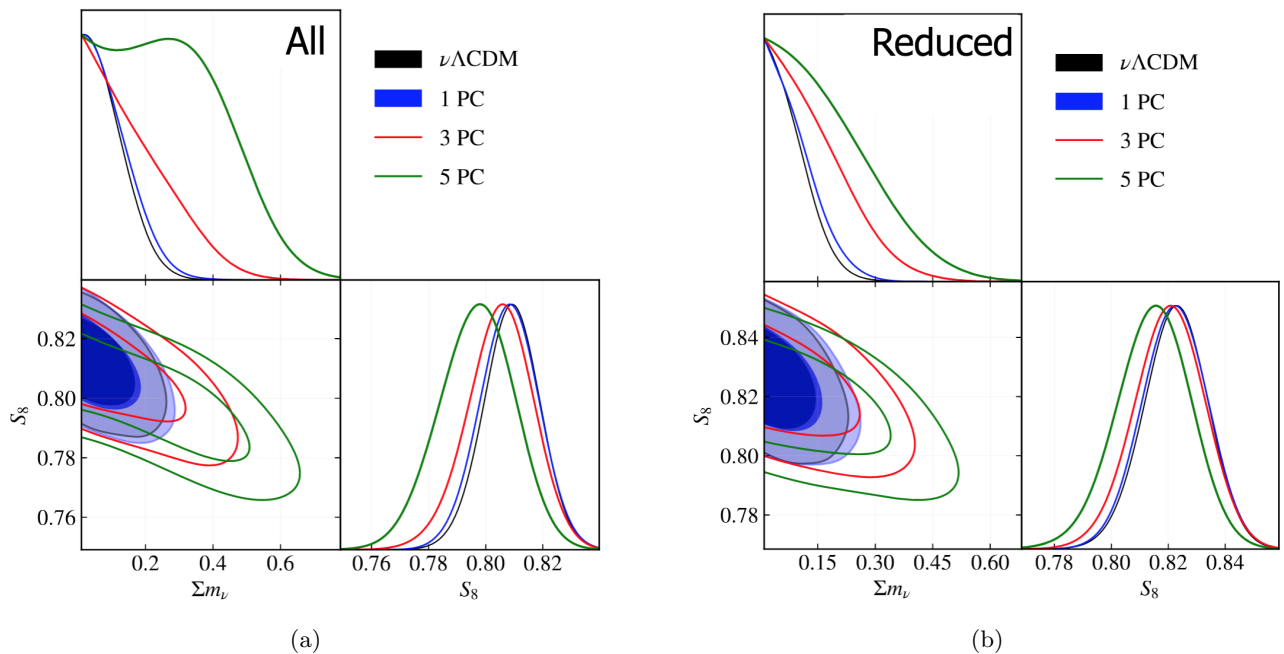 All
νΛCDM
1 PC
3 PC
5 PC
S₈
0.82
0.80
0.78
0.76
0.2 0.4 0.6
Σmᵥ
0.76 0.78 0.80 0.82
S₈
(a)
Reduced
νΛCDM
1 PC
3 PC
5 PC
S₈
0.84
0.82
0.80
0.78
0.15 0.30 0.45 0.60
Σmᵥ
0.78 0.80 0.82 0.84
S₈
(b)